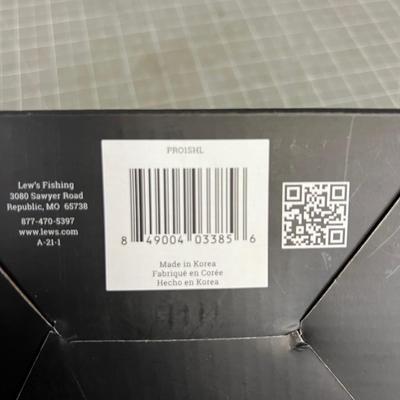 PRO1SHL
Lew's Fishing
3080 Sawyer Road
Republic, MO 65738
877-470-5397
www.lews.com
A-21-1
8 49004 03385 6
Made in Korea
Fabriqué en Corée
Hecho en Korea